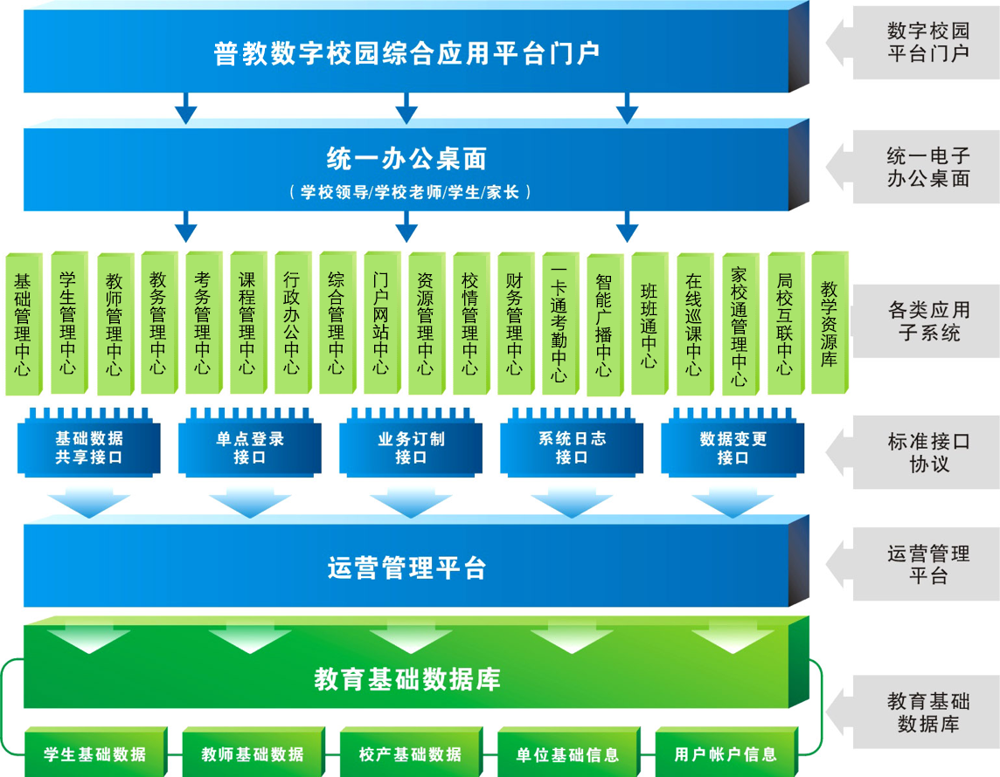 普教数字校园综合应用平台门户
数字校园
平台门户
统一办公桌面
（学校领导/学校老师/学生/家长）
统一电子
办公桌面
基础管理中心
学生管理中心
教师管理中心
教务管理中心
考务管理中心
课程管理中心
行政办公中心
综合管理中心
门户网站中心
资源管理中心
校情管理中心
财务管理中心
一卡通考勤中心
智能广播中心
班班通中心
在线巡课中心
家校通管理中心
局校互联中心
教学资源库
各类应用
子系统
基础数据
共享接口
单点登录
接口
业务订制
接口
系统日志
接口
数据变更
接口
标准接口
协议
运营管理平台
运营管理
平台
教育基础数据库
教育基础
数据库
学生基础数据
教师基础数据
校产基础数据
单位基础信息
用户帐户信息